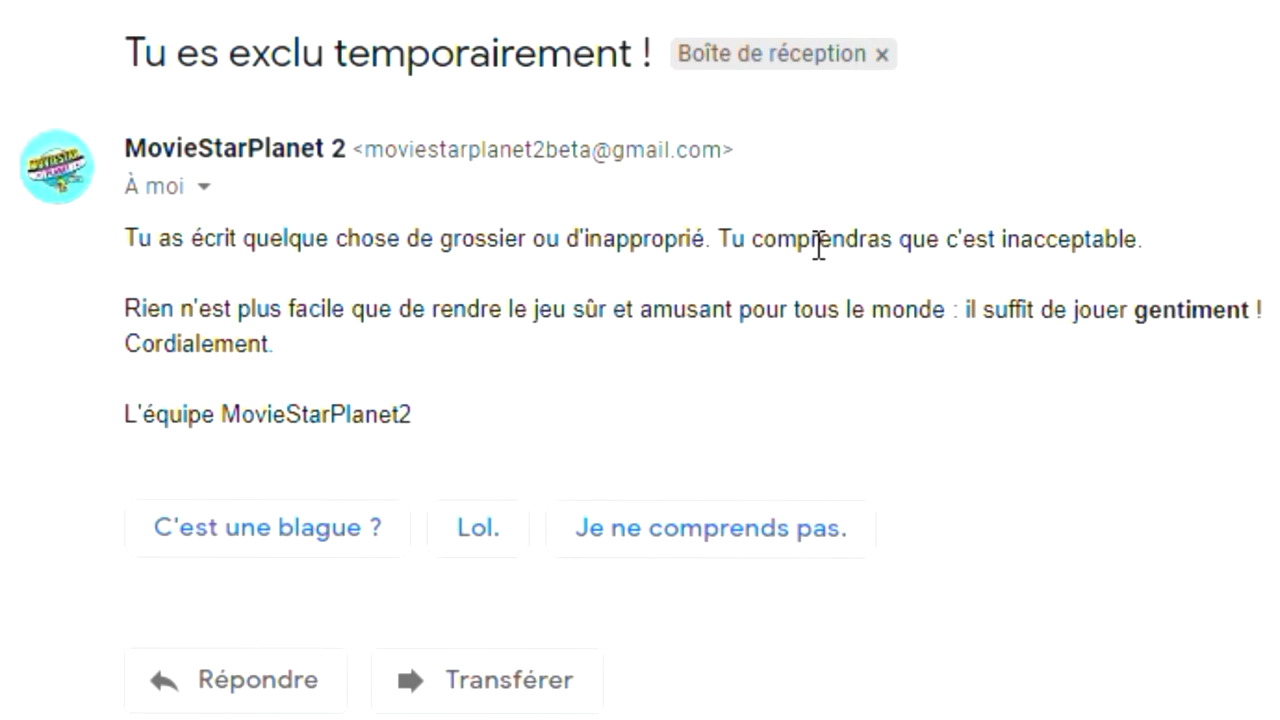 Tu es exclu temporairement ! Boîte de réception ×
MovieStarPlanet 2 <moviestarplanet2beta@gmail.com>
À moi
Tu as écrit quelque chose de grossier ou d'inapproprié. Tu comprendras que c'est inacceptable.
Rien n'est plus facile que de rendre le jeu sûr et amusant pour tous le monde : il suffit de jouer gentiment !
Cordialement.
L'équipe MovieStarPlanet2
C'est une blague ? Lol. Je ne comprends pas.
Répondre Transférer